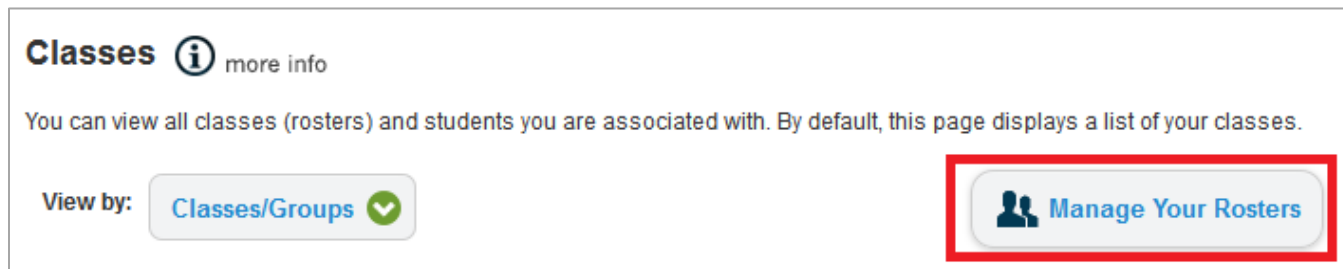 Classes i more info
You can view all classes (rosters) and students you are associated with. By default, this page displays a list of your classes.
View by: Classes/Groups Manage Your Rosters